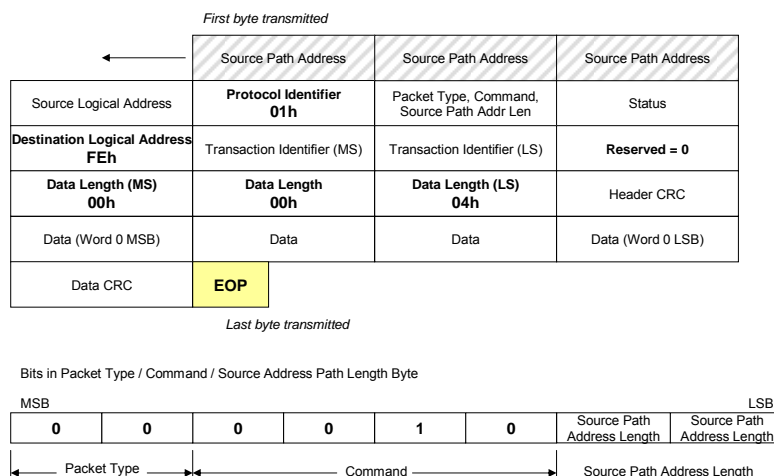 First byte transmitted
Source Path Address Source Path Address Source Path Address
Source Logical Address Protocol Identifier 01h Packet Type, Command, Source Path Addr Len Status
Destination Logical Address FEh Transaction Identifier (MS) Transaction Identifier (LS) Reserved = 0
Data Length (MS) 00h Data Length 00h Data Length (LS) 04h Header CRC
Data (Word 0 MSB) Data Data Data (Word 0 LSB)
Data CRC EOP
Last byte transmitted
Bits in Packet Type / Command / Source Address Path Length Byte
MSB LSB
0 0 0 0 1 0 Source Path Address Length Source Path Address Length
Packet Type Command Source Path Address Length